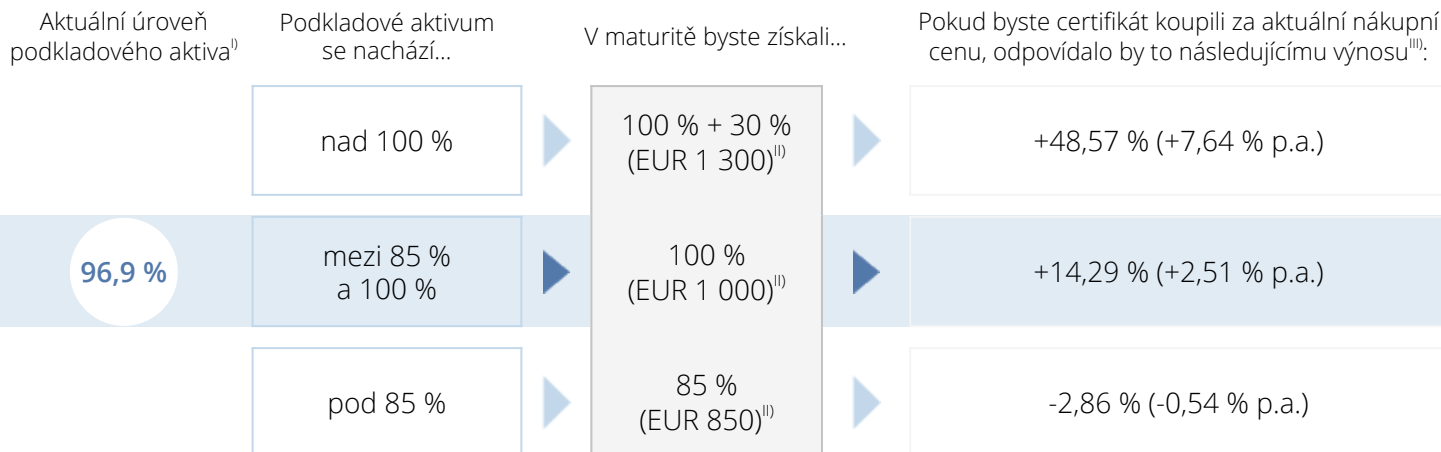 Aktuální úroveň
podkladového aktiva I)
Podkladové aktivum
se nachází...
V maturitě byste získali...
Pokud byste certifikát koupili za aktuální nákupní
cenu, odpovídalo by to následujícímu výnosu III):
nad 100 %
100 % + 30 %
(EUR 1 300) II)
+48,57 % (+7,64 % p.a.)
96,9 %
mezi 85 %
a 100 %
100 %
(EUR 1 000) II)
+14,29 % (+2,51 % p.a.)
pod 85 %
85 %
(EUR 850) II)
-2,86 % (-0,54 % p.a.)